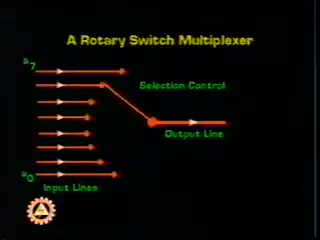 A Rotary Switch Multiplexer
a7
Selection Control
Output Line
a0
Input Lines